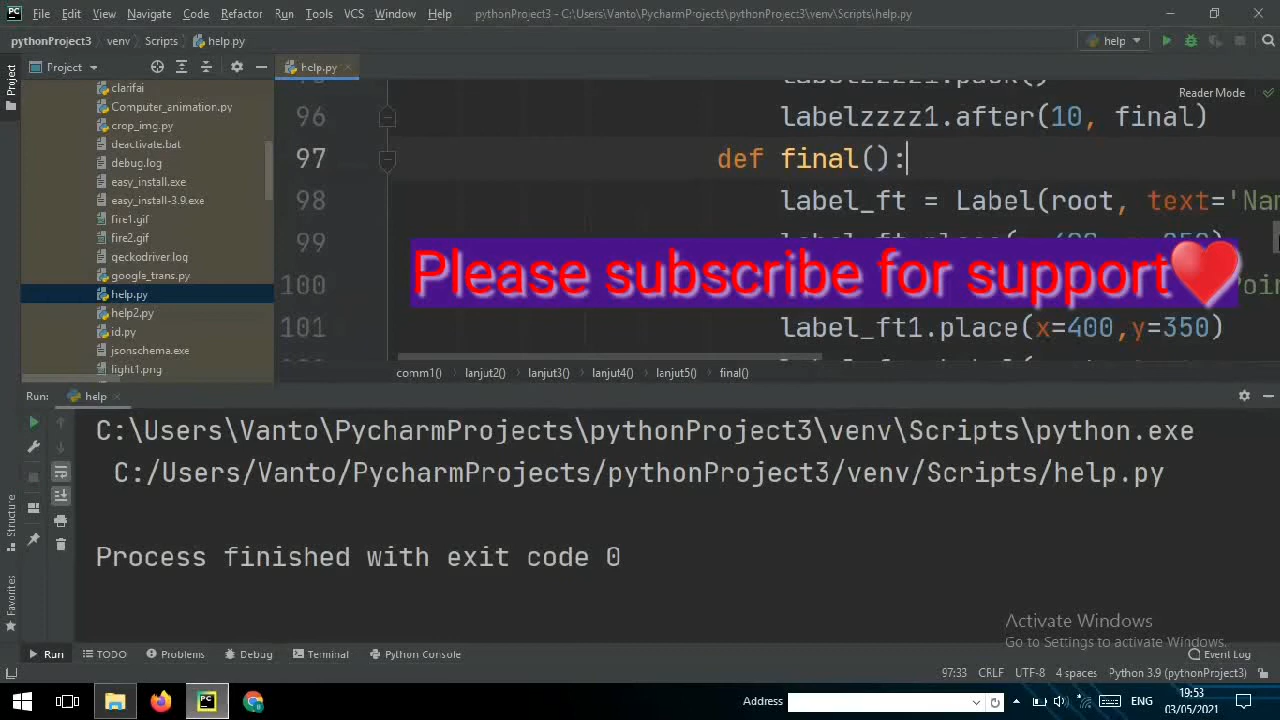 File Edit View Navigate Code Refactor Run Tools VCS Window Help pythonProject3 - C:\Users\Vanto\PycharmProjects\pythonProject3\venv\Scripts\help.py
pythonProject3 venv Scripts help.py help
Project help.py
Project
Reader Mode
clarifai
Computer_animation.py
crop_img.py
deactivate.bat
debug.log
easy_install.exe
easy_install-3.9.exe
fire1.gif
fire2.gif
geckodriver.log
google_trans.py
help.py
help2.py
id.py
jsonschema.exe
light1.png
96 labelzzzz1.after(10, final)
97 def final():
98 label_ft = Label(root, text='Nam
99
100
101 label_ft1.place(x=400,y=350)
Please subscribe for support❤
comm1() lanjut2() lanjut3() lanjut4() lanjut5() final()
Run: help
C:\Users\Vanto\PycharmProjects\pythonProject3\venv\Scripts\python.exe
C:/Users/Vanto/PycharmProjects/pythonProject3/venv/Scripts/help.py
Process finished with exit code 0
Structure
Favorites
Activate Windows
Go to Settings to activate Windows.
Run TODO Problems Debug Terminal Python Console Event Log
97:33 CRLF UTF-8 4 spaces Python 3.9 (pythonProject3)
Address ENG 19:53
03/05/2021